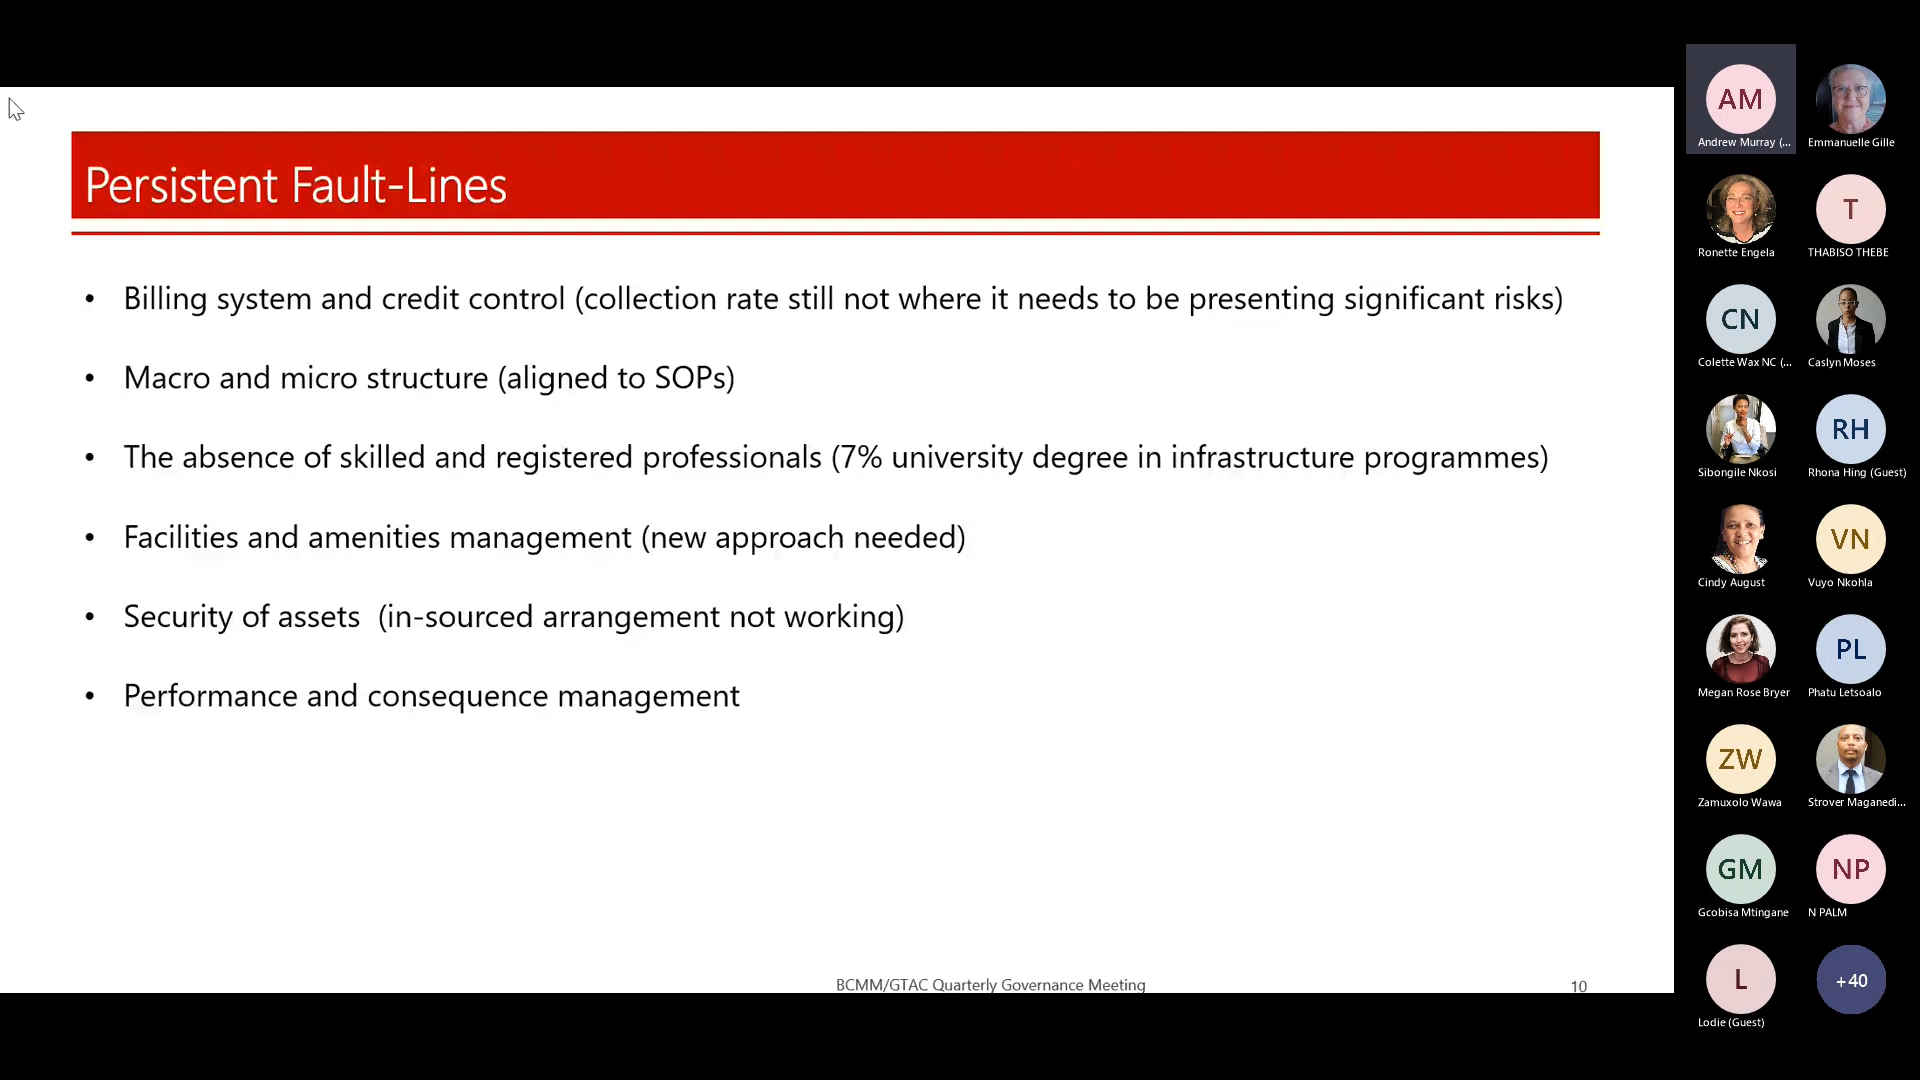 Persistent Fault-Lines
• Billing system and credit control (collection rate still not where it needs to be presenting significant risks)
• Macro and micro structure (aligned to SOPs)
• The absence of skilled and registered professionals (7% university degree in infrastructure programmes)
• Facilities and amenities management (new approach needed)
• Security of assets  (in-sourced arrangement not working)
• Performance and consequence management
BCMM/GTAC Quarterly Governance Meeting
10
AM
Andrew Murray (...
Emmanuelle Gille
Ronette Engela
T
THABISO THEBE
CN
Colette Wax NC (...
Caslyn Moses
Sibongile Nkosi
RH
Rhona Hing (Guest)
Cindy August
VN
Vuyo Nkohla
Megan Rose Bryer
PL
Phatu Letsoalo
ZW
Zamuxolo Wawa
Strover Maganedi...
GM
Gcobisa Mtingane
NP
N PALM
L
Lodie (Guest)
+40